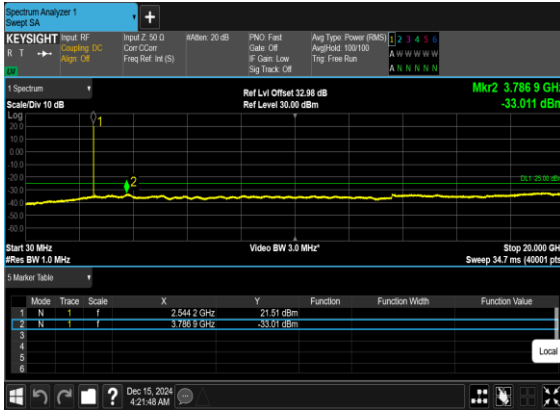 Spectrum Analyzer 1
Swept SA
+
KEYSIGHT Input: RF Input Z: 50 Ω #Atten: 20 dB PNO: Fast Avg Type: Power (RMS) 1 2 3 4 5 6
R T Coupling: DC Corr CCorr Gate: Off Avg|Hold: 100/100 A W W W W W
Align: Off Freq Ref: Int (S) IF Gain: Low Trig: Free Run
Sig Track: Off A N N N N N
1 Spectrum Ref Lvl Offset 32.98 dB Mkr2 3.786 9 GHz
Scale/Div 10 dB Ref Level 30.00 dBm -33.011 dBm
Log
1
20.0
10.0
0.00
-10.0
-20.0 DL1 -25.00 dBm
2
-30.0
-40.0
-50.0
-60.0
Start 30 MHz Video BW 3.0 MHz* Stop 20.000 GH
#Res BW 1.0 MHz Sweep 34.7 ms (40001 pts
5 Marker Table
Mode Trace Scale X Y Function Function Width Function Value
1 N 1 f 2.544 2 GHz 21.51 dBm
2 N 1 f 3.786 9 GHz -33.01 dBm
3
4
5
6
Local
? Dec 15, 2024
4:21:48 AM